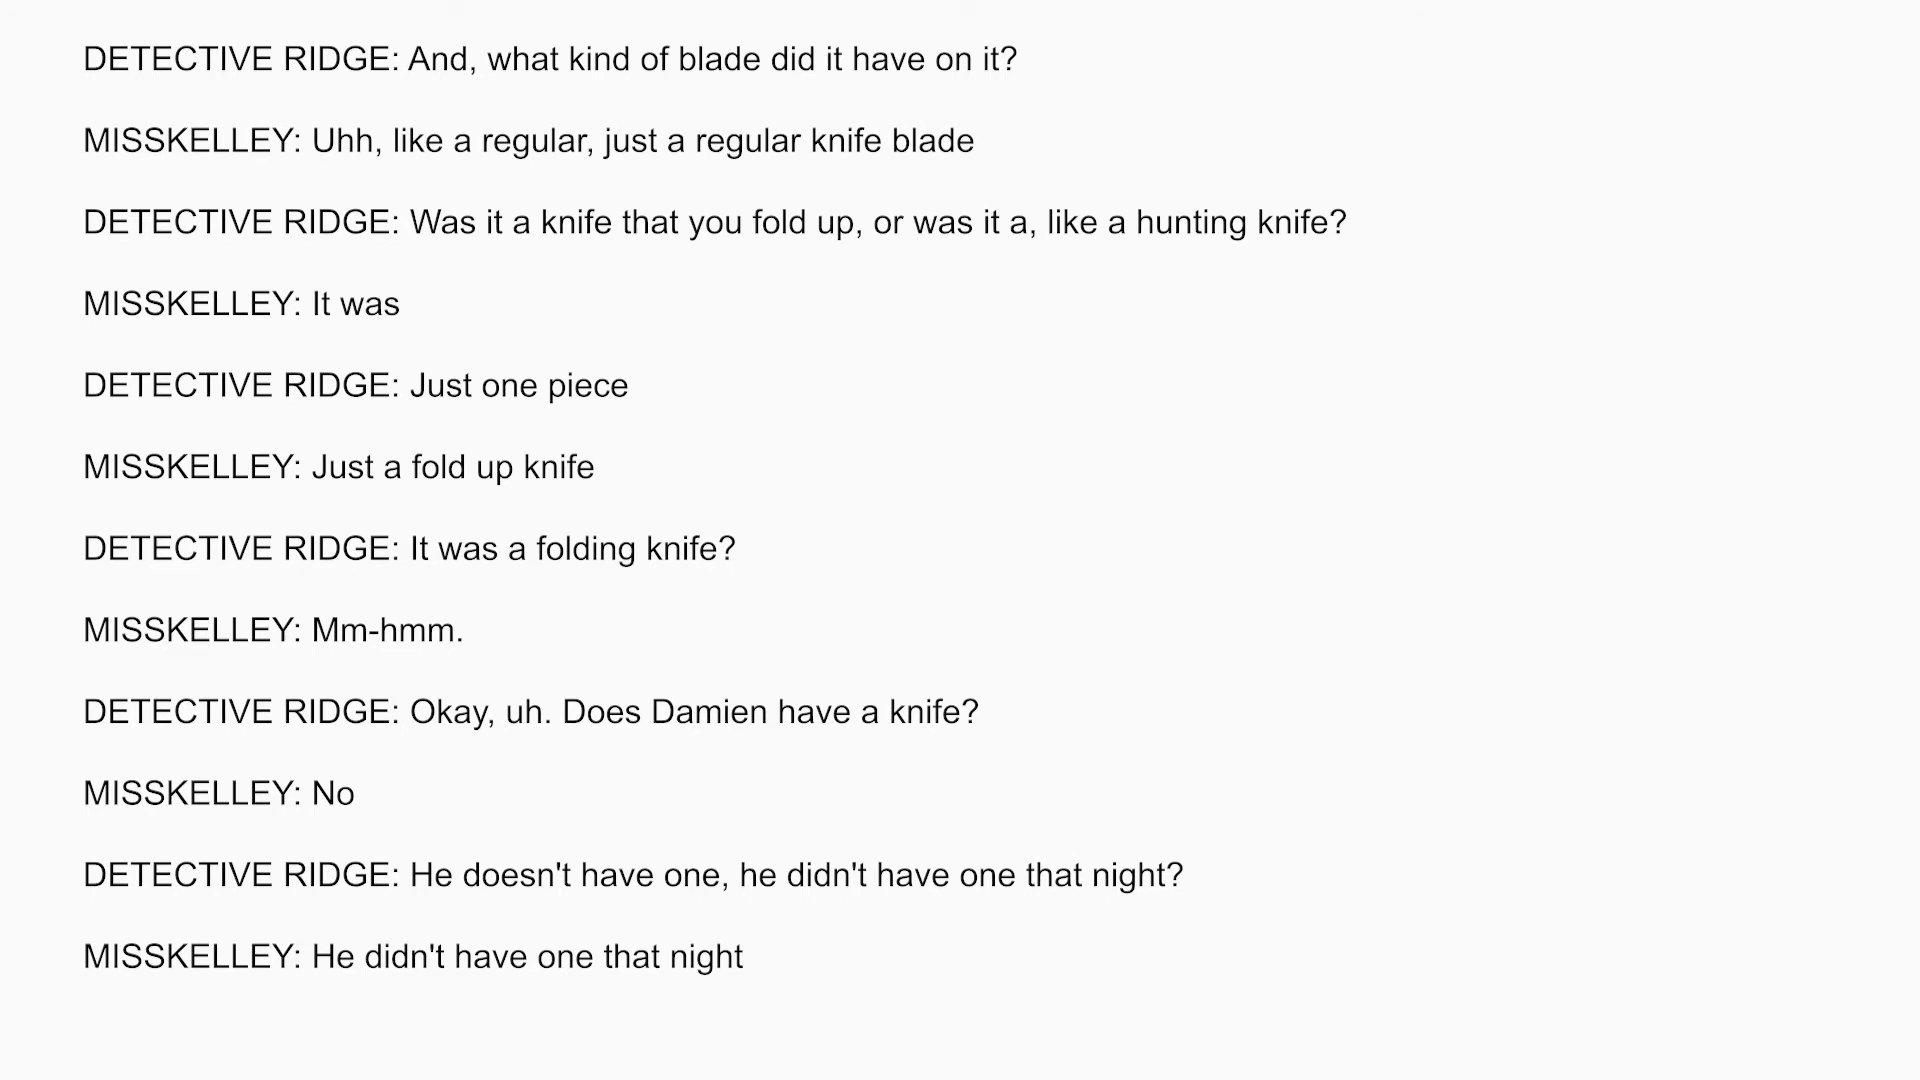 DETECTIVE RIDGE: And, what kind of blade did it have on it?
MISSKELLEY: Uhh, like a regular, just a regular knife blade
DETECTIVE RIDGE: Was it a knife that you fold up, or was it a, like a hunting knife?
MISSKELLEY: It was
DETECTIVE RIDGE: Just one piece
MISSKELLEY: Just a fold up knife
DETECTIVE RIDGE: It was a folding knife?
MISSKELLEY: Mm-hmm.
DETECTIVE RIDGE: Okay, uh. Does Damien have a knife?
MISSKELLEY: No
DETECTIVE RIDGE: He doesn't have one, he didn't have one that night?
MISSKELLEY: He didn't have one that night